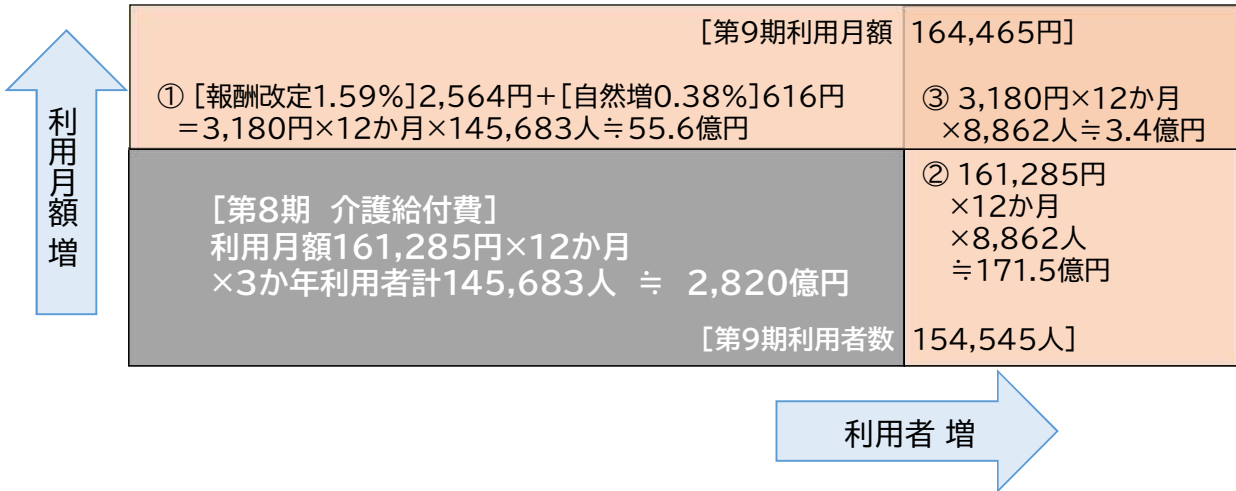 [第9期利用月額 164,465円]
① [報酬改定1.59%]2,564円＋[自然増0.38%]616円
＝3,180円×12か月×145,683人≒55.6億円
③ 3,180円×12か月
×8,862人≒3.4億円
利用月額 増
[第8期 介護給付費]
利用月額161,285円×12か月
×3か年利用者計145,683人 ≒ 2,820億円
② 161,285円
×12か月
×8,862人
≒171.5億円
[第9期利用者数 154,545人]
利用者 増